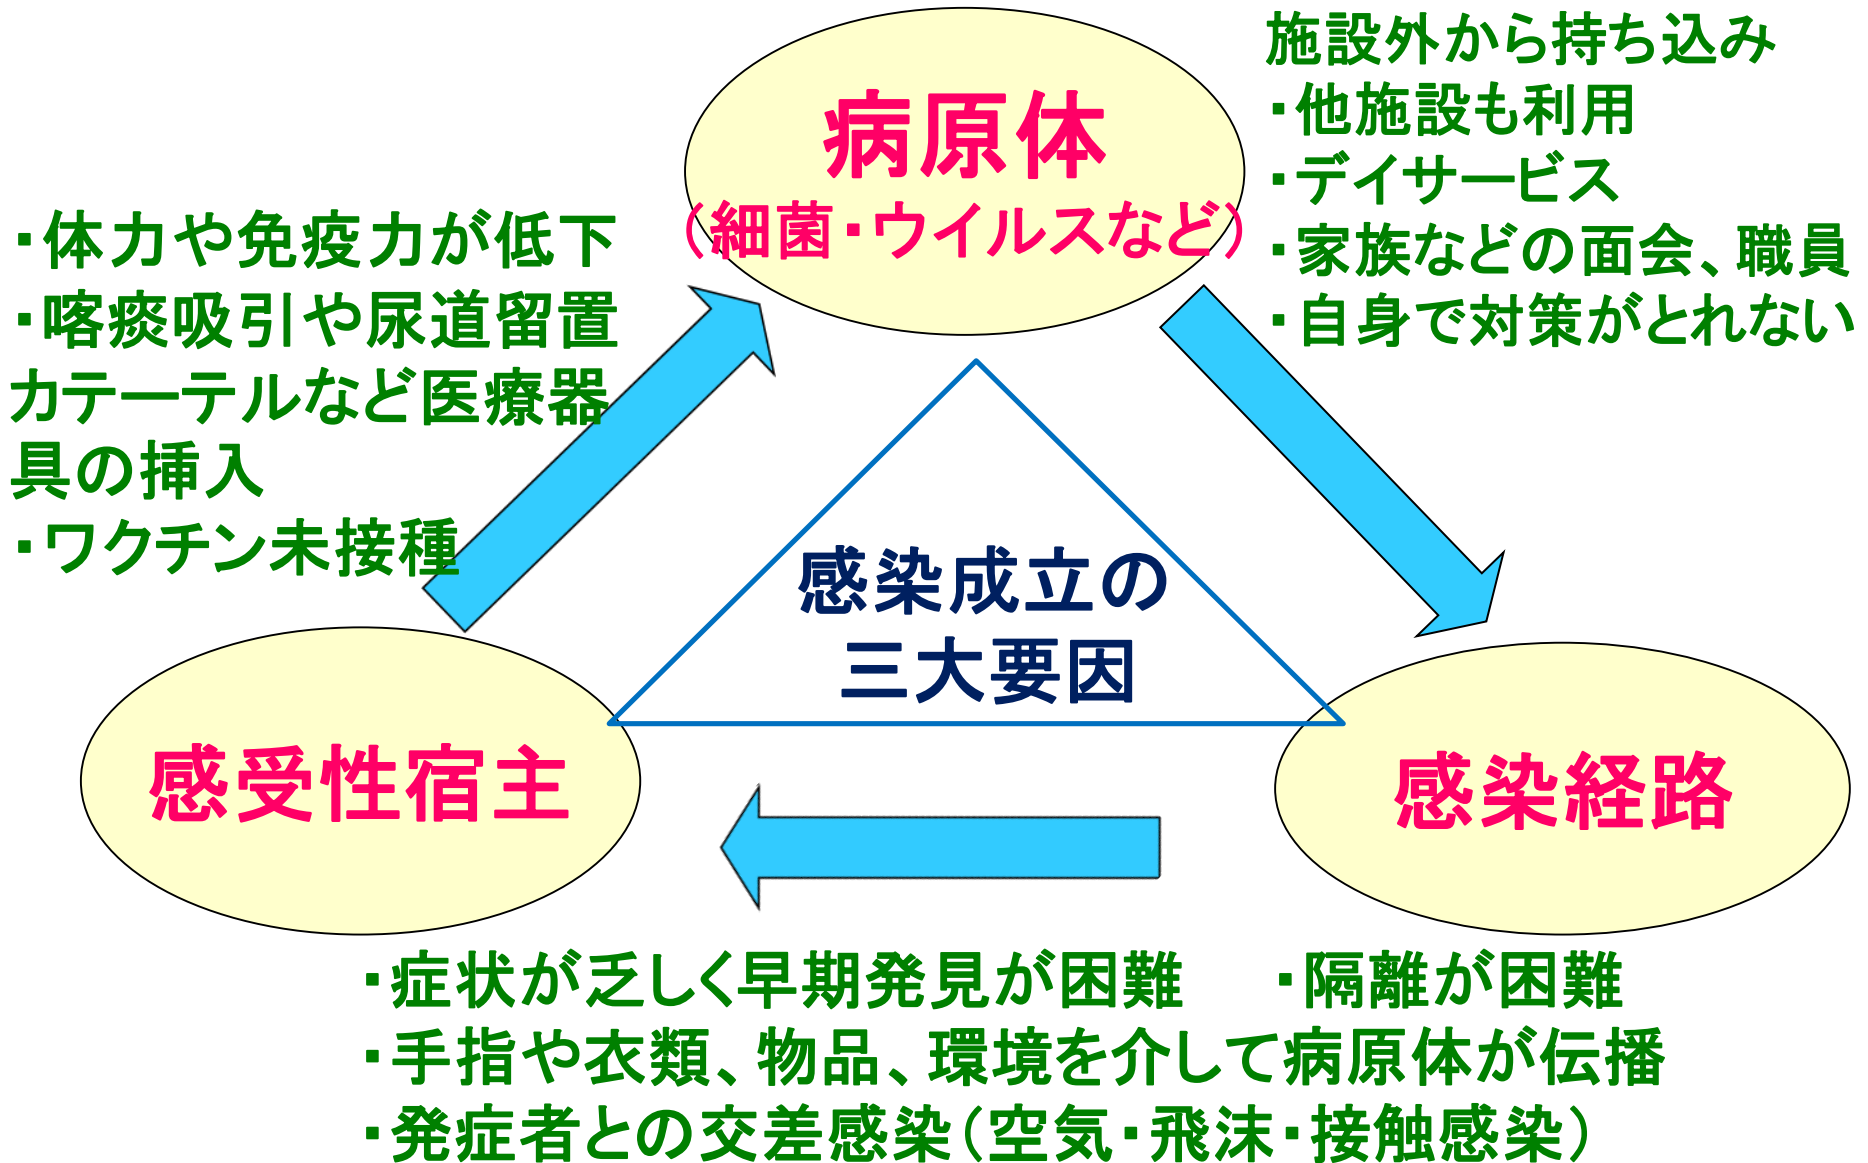 病原体
（細菌・ウイルスなど）
施設外から持ち込み
・他施設も利用
・デイサービス
・家族などの面会、職員
・自身で対策がとれない
・体力や免疫力が低下
・喀痰吸引や尿道留置
カテーテルなど医療器
具の挿入
・ワクチン未接種
感染成立の
三大要因
感受性宿主
感染経路
・症状が乏しく早期発見が困難　・隔離が困難
・手指や衣類、物品、環境を介して病原体が伝播
・発症者との交差感染（空気・飛沫・接触感染）